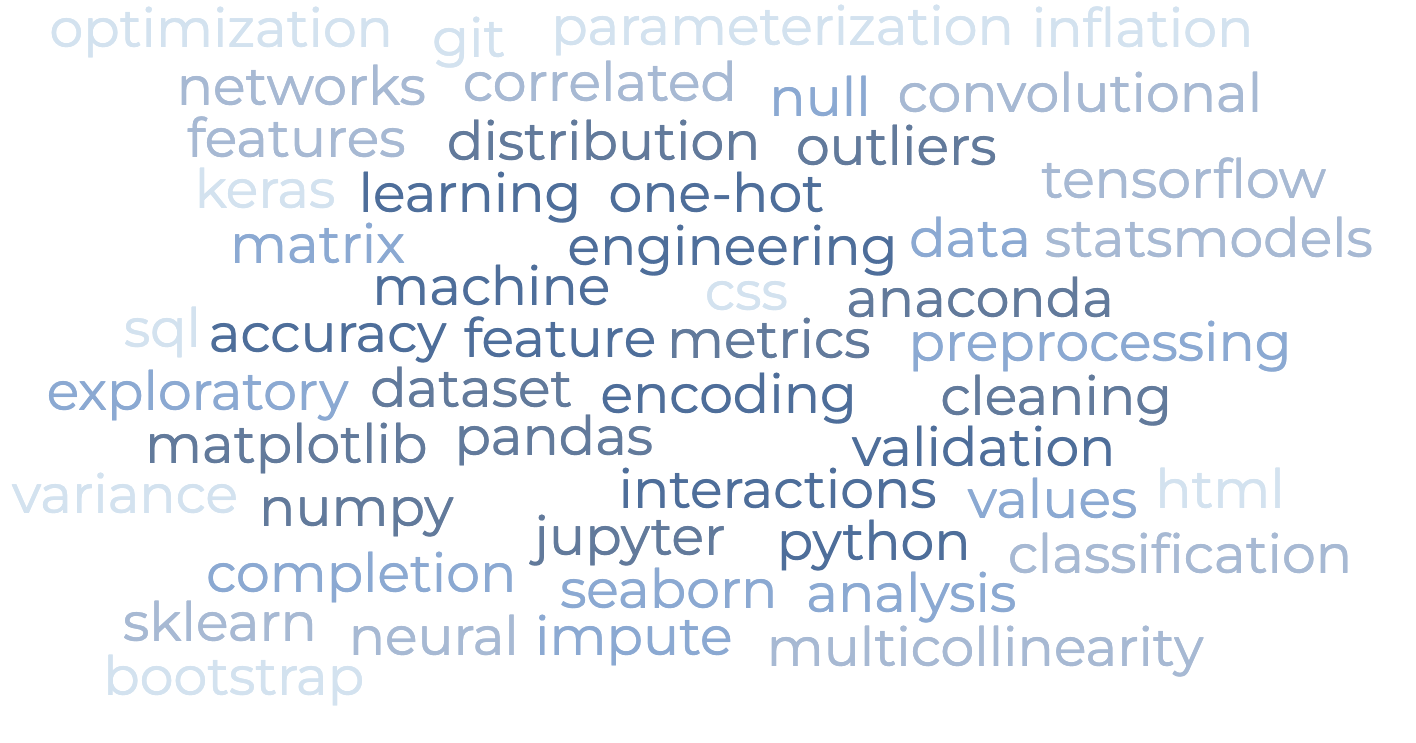 optimization git parameterization inflation
networks correlated null convolutional
features distribution outliers
keras learning one-hot tensorflow
matrix engineering data statsmodels
machine css anaconda
sql accuracy feature metrics preprocessing
exploratory dataset encoding cleaning
matplotlib pandas validation
variance numpy interactions values html
jupyter python classification
completion seaborn analysis
sklearn neural impute multicollinearity
bootstrap